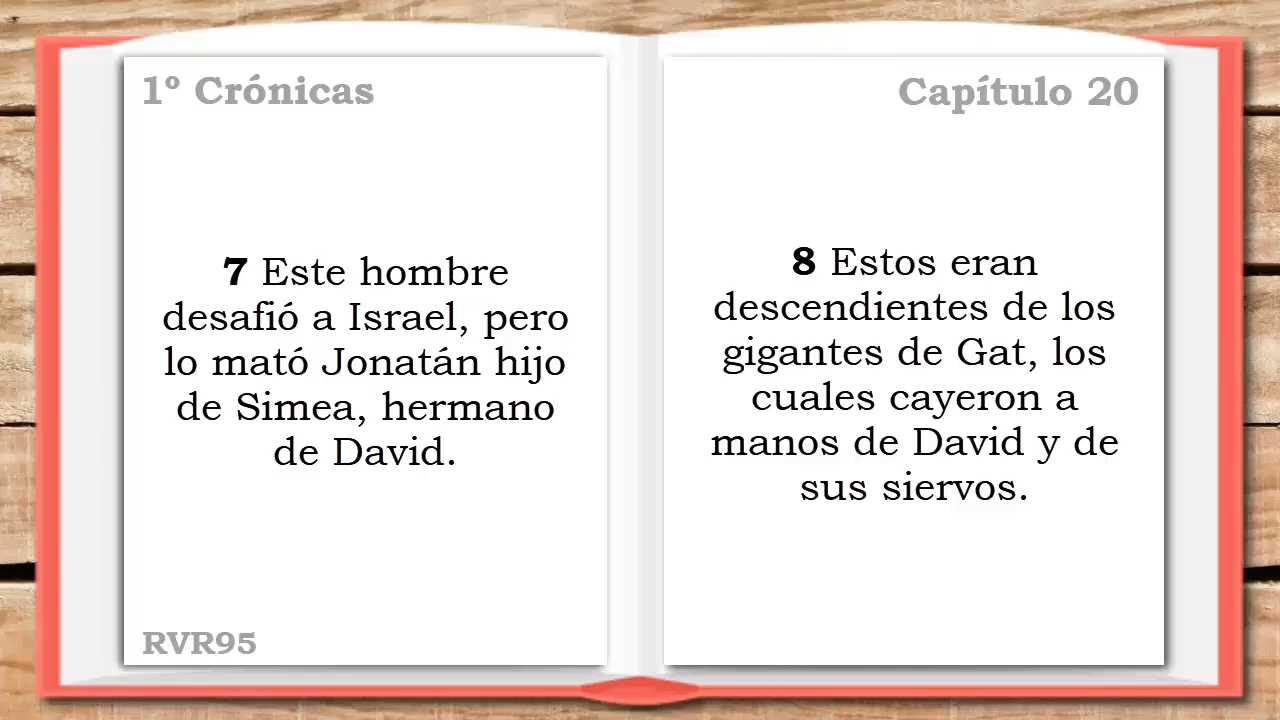 1º Crónicas
7 Este hombre
desafió a Israel, pero
lo mató Jonatán hijo
de Simea, hermano
de David.
RVR95
Capítulo 20
8 Estos eran
descendientes de los
gigantes de Gat, los
cuales cayeron a
manos de David y de
sus siervos.